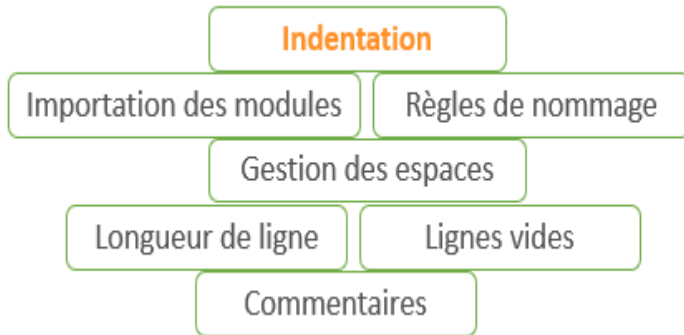 Indentation
Importation des modules
Règles de nommage
Gestion des espaces
Longueur de ligne
Lignes vides
Commentaires